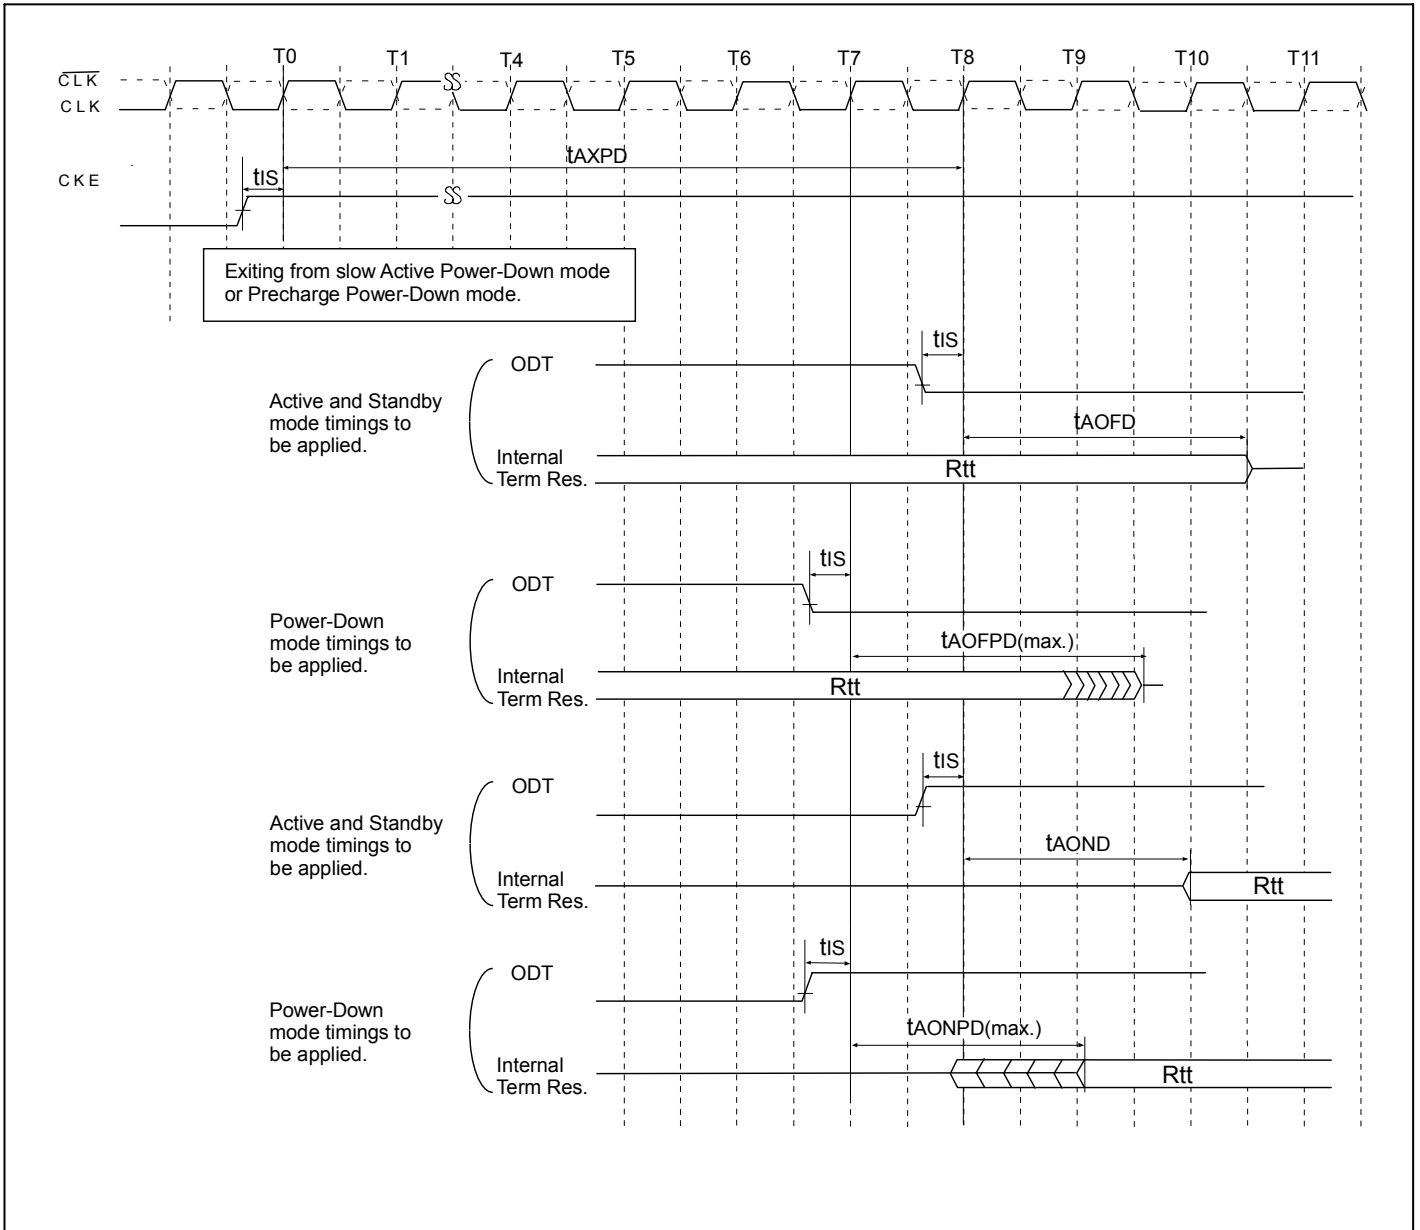 T0 T1 T4 T5 T6 T7 T8 T9 T10 T11
CLK
CLK
tAXPD
tIS
CKE
Exiting from slow Active Power-Down mode
or Precharge Power-Down mode.
tIS
ODT
Active and Standby
mode timings to
be applied.
tAOFD
Internal
Term Res.
Rtt
tIS
ODT
Power-Down
mode timings to
be applied.
tAOFPD(max.)
Internal
Term Res.
Rtt
tIS
ODT
Active and Standby
mode timings to
be applied.
tAOND
Internal
Term Res.
Rtt
tIS
ODT
Power-Down
mode timings to
be applied.
tAONPD(max.)
Internal
Term Res.
Rtt